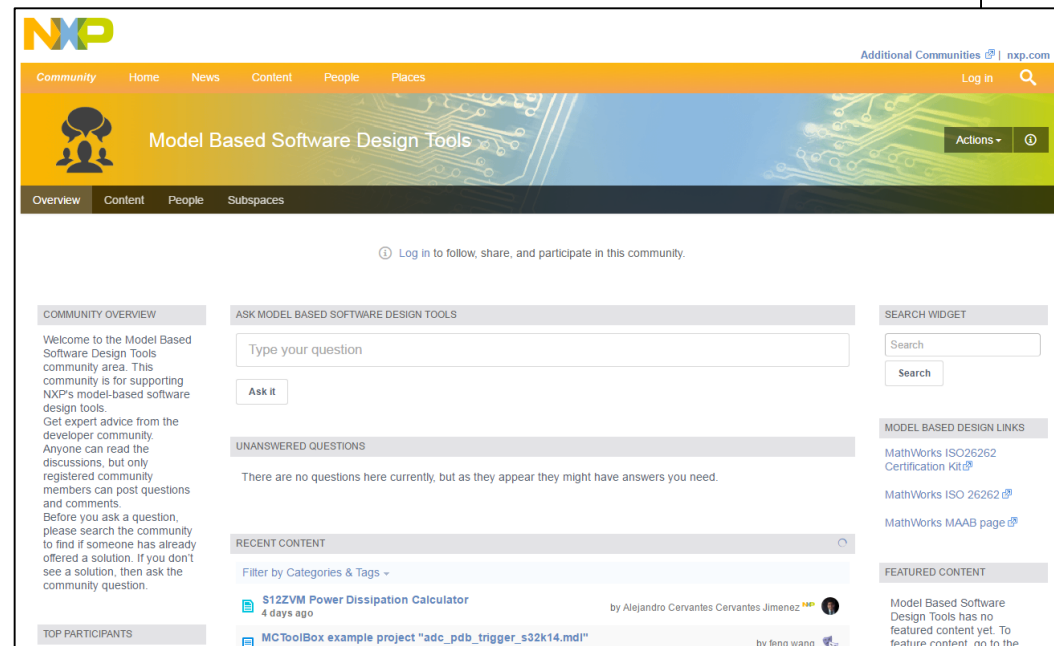 NXP
Additional Communities | nxp.com
Community Home News Content People Places Log in
Model Based Software Design Tools
Actions
Overview Content People Subspaces
Log in to follow, share, and participate in this community.
COMMUNITY OVERVIEW
Welcome to the Model Based
Software Design Tools
community area. This
community is for supporting
NXP's model-based software
design tools.
Get expert advice from the
developer community.
Anyone can read the
discussions, but only
registered community
members can post questions
and comments.
Before you ask a question,
please search the community
to find if someone has already
offered a solution. If you don't
see a solution, then ask the
community question.
TOP PARTICIPANTS
ASK MODEL BASED SOFTWARE DESIGN TOOLS
Type your question
Ask it
UNANSWERED QUESTIONS
There are no questions here currently, but as they appear they might have answers you need.
RECENT CONTENT
Filter by Categories & Tags
S12ZVM Power Dissipation Calculator
4 days ago
by Alejandro Cervantes Cervantes Jimenez
MCToolBox example project "adc_pdb_trigger_s32k14.mdl"
by feng wang
SEARCH WIDGET
Search
Search
MODEL BASED DESIGN LINKS
MathWorks ISO26262
Certification Kit
MathWorks ISO 26262
MathWorks MAAB page
FEATURED CONTENT
Model Based Software
Design Tools has no
featured content yet. To
feature content, go to the